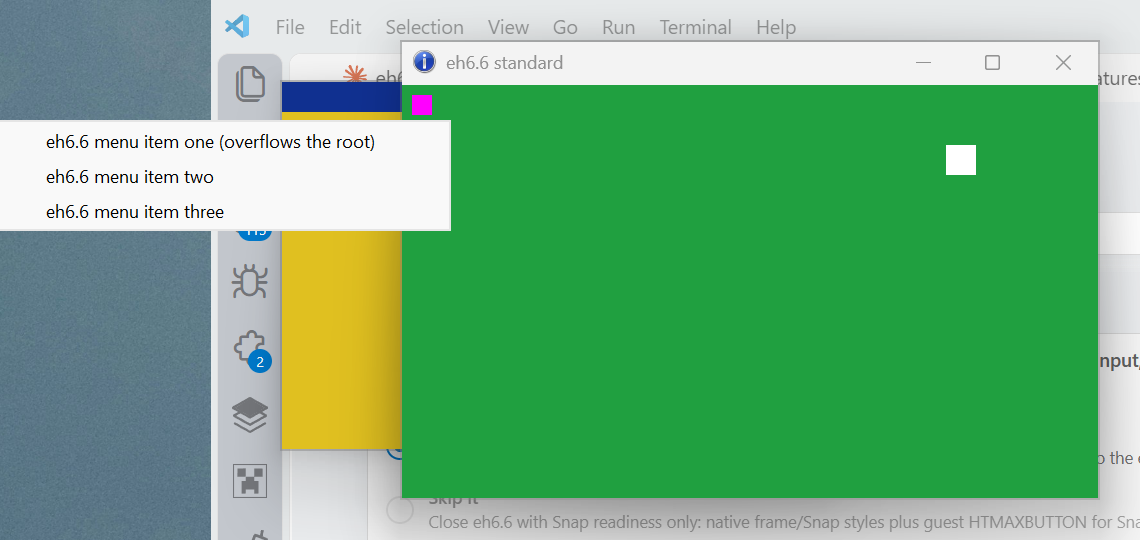 File Edit Selection View Go Run Terminal Help
eh6.6 standard
eh6.6 menu item one (overflows the root)
eh6.6 menu item two
eh6.6 menu item three
2
Skip it
Close eh6.6 with Snap readiness only: native frame/Snap styles plus guest HTMAXBUTTON for